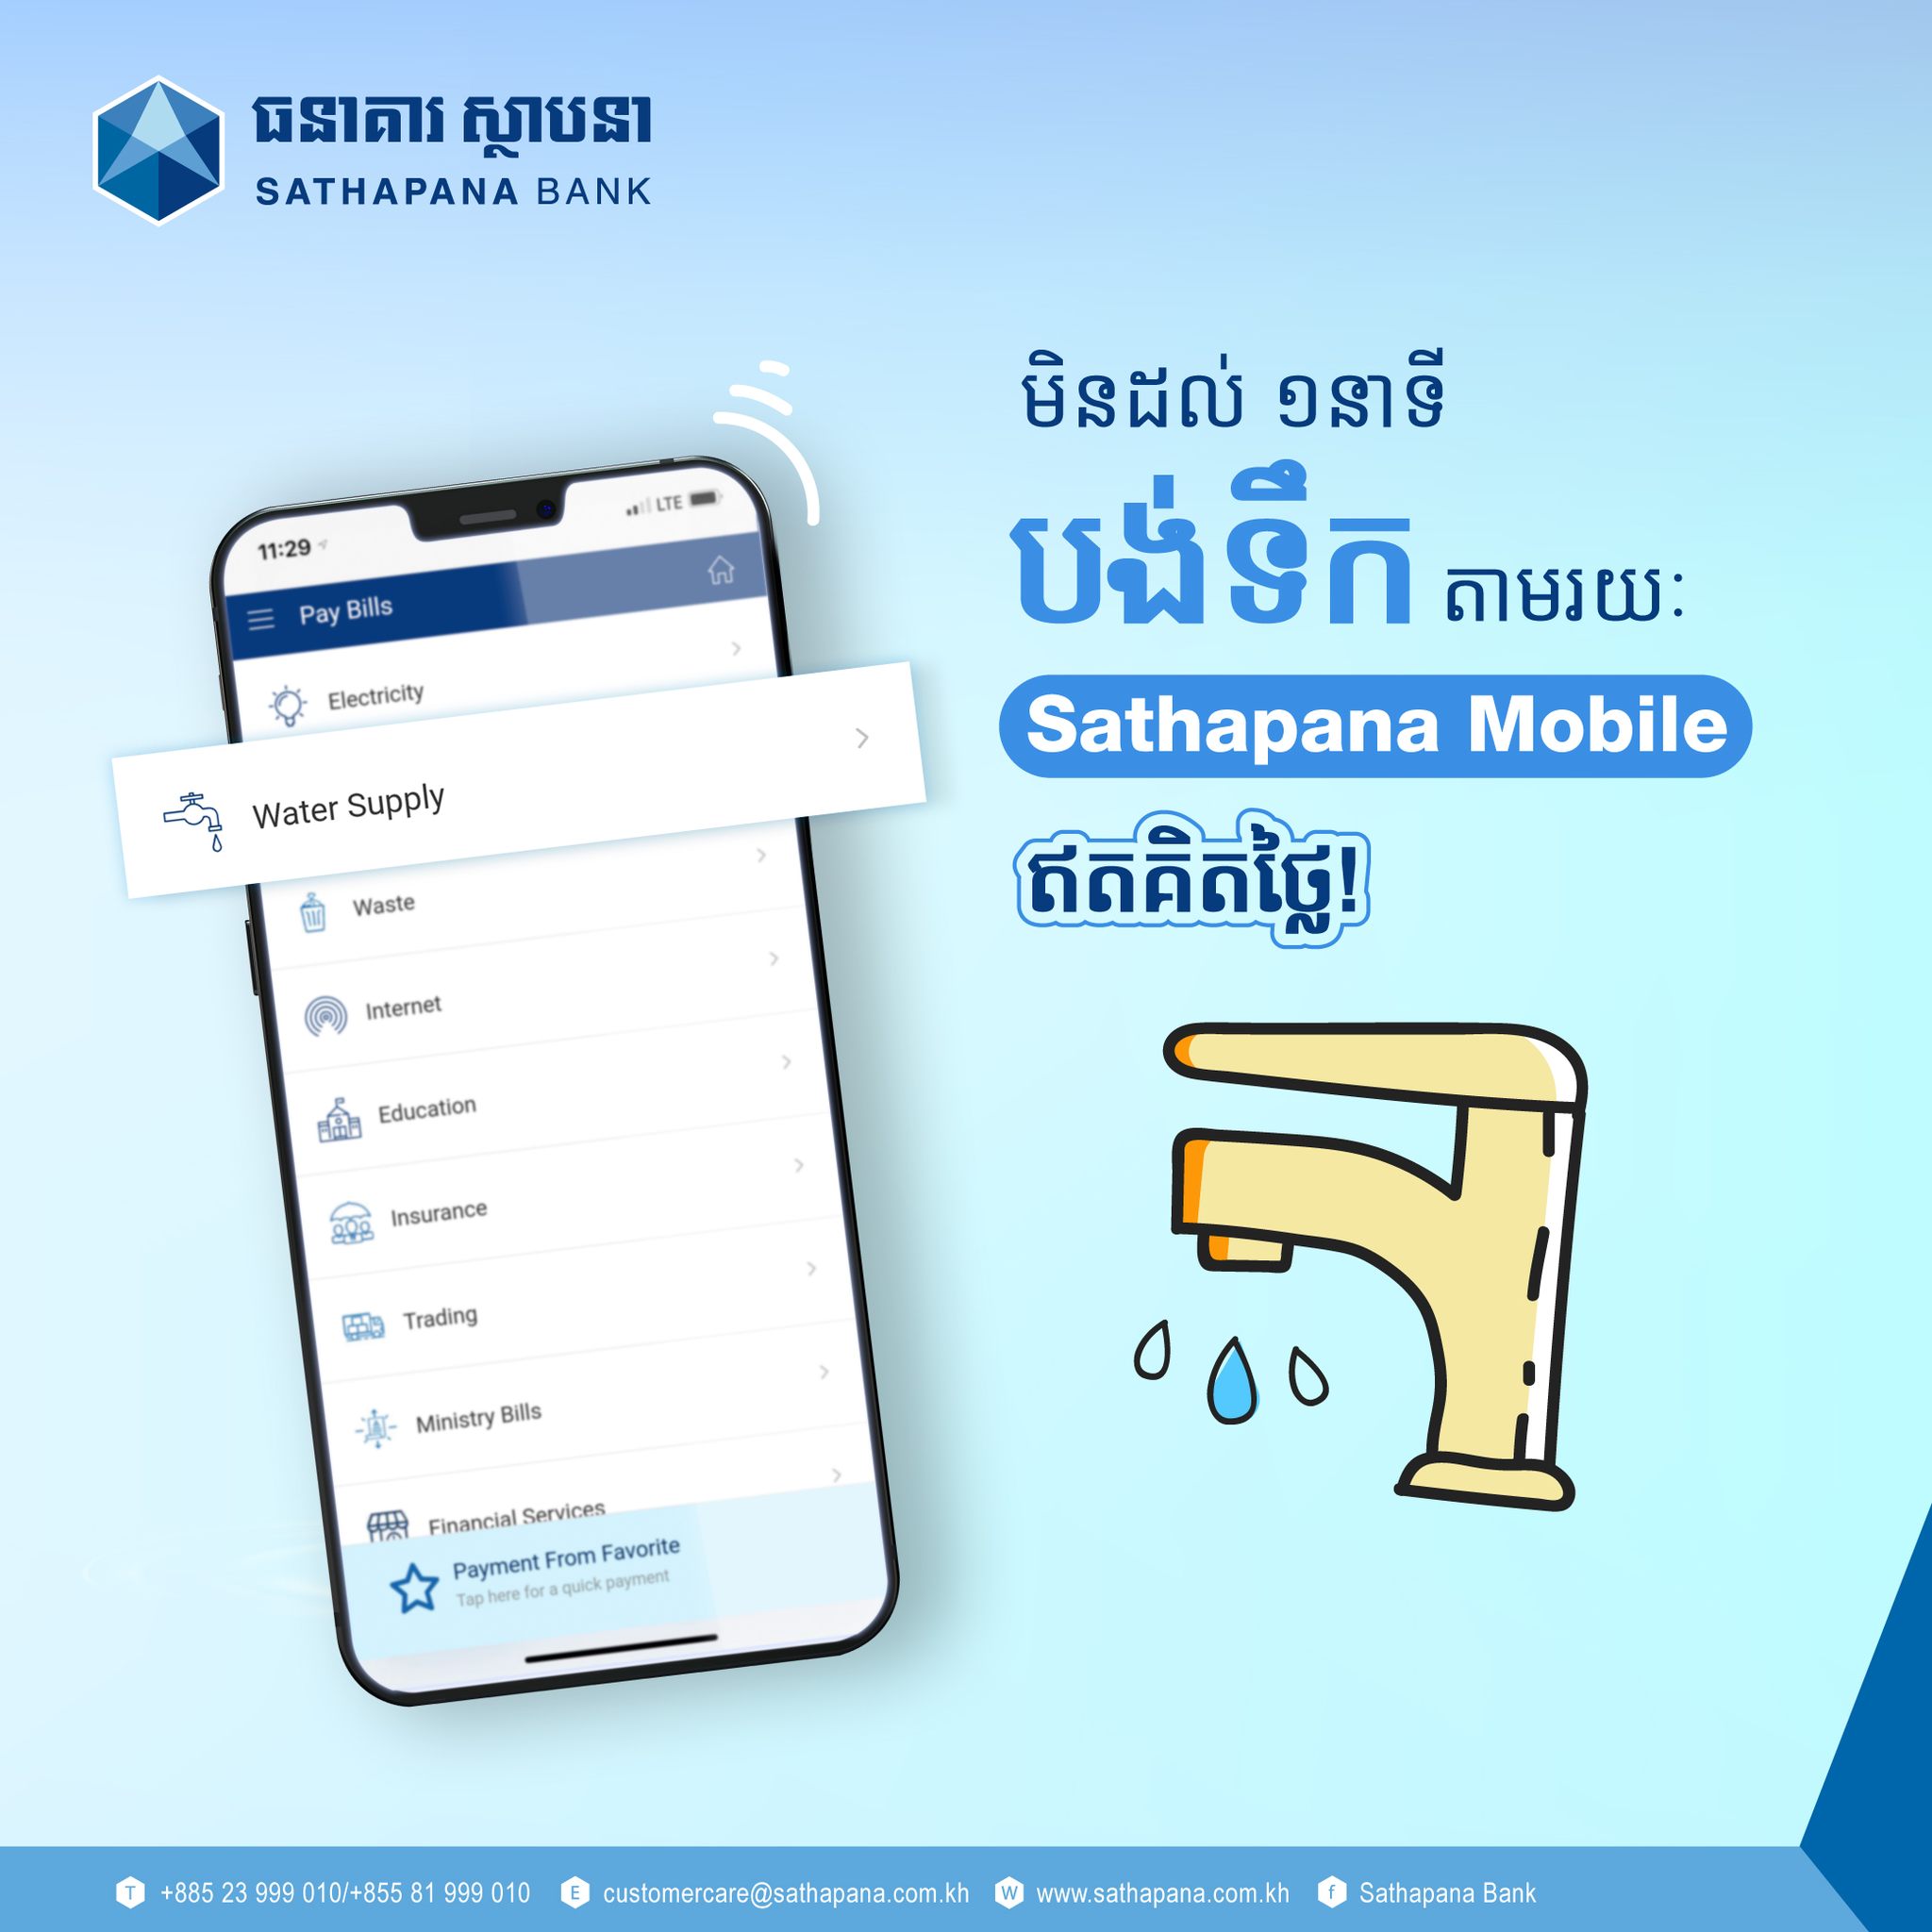 ធនាគារ ស្ថាបនា
SATHAPANA BANK
មិនដល់ ១នាទី
បង់ទឹក តាមរយៈ
Sathapana Mobile
ឥតគិតថ្លៃ!
11:29
LTE
Pay Bills
Electricity
Water Supply
Waste
Internet
Education
Insurance
Trading
Ministry Bills
Financial Services
Payment From Favorite
Tap here for a quick payment
T +885 23 999 010/+855 81 999 010 E customercare@sathapana.com.kh W www.sathapana.com.kh f Sathapana Bank